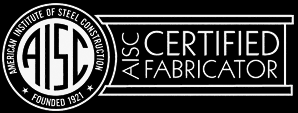 AMERICAN INSTITUTE OF STEEL CONSTRUCTION
AISC
FOUNDED 1921
AISC
CERTIFIED
FABRICATOR